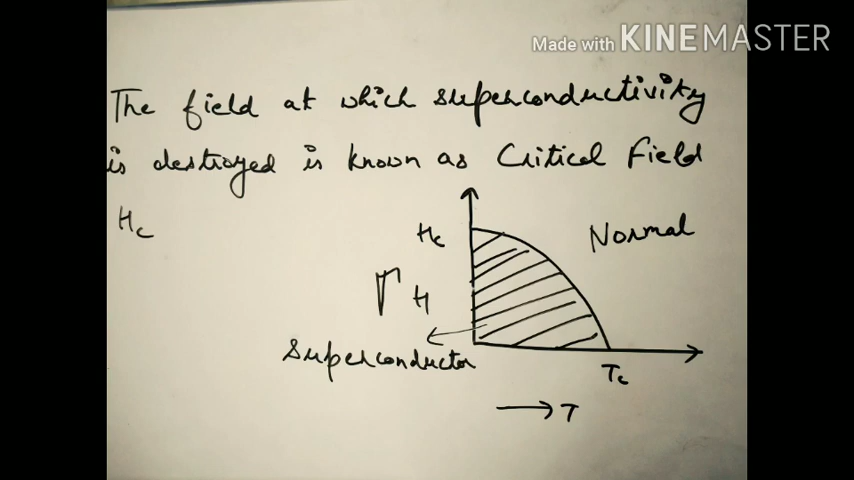 Made with KINEMASTER
The field at which superconductivity
is destroyed is known as Critical Field
Hc
Hc
Normal
H
Superconductor
Tc
T